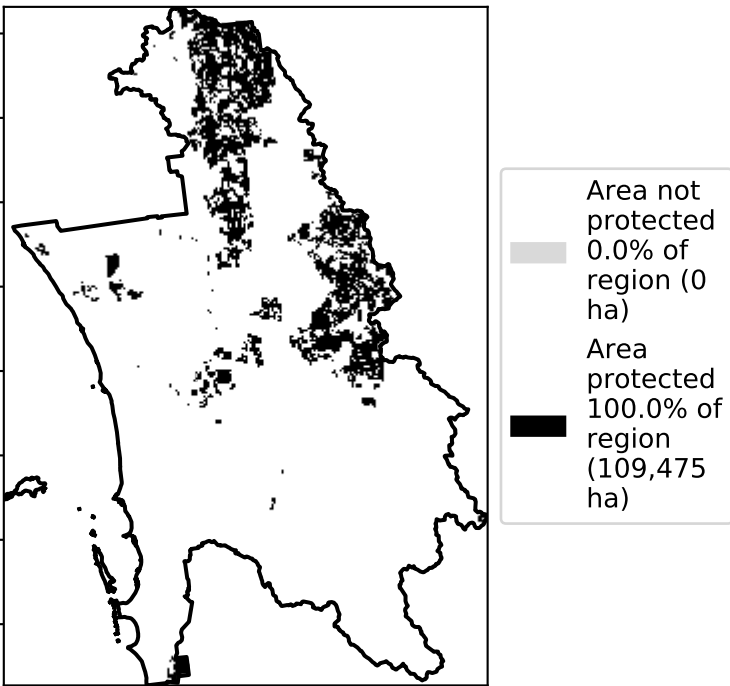 Area not
protected
0.0% of
region (0
ha)
Area
protected
100.0% of
region
(109,475
ha)